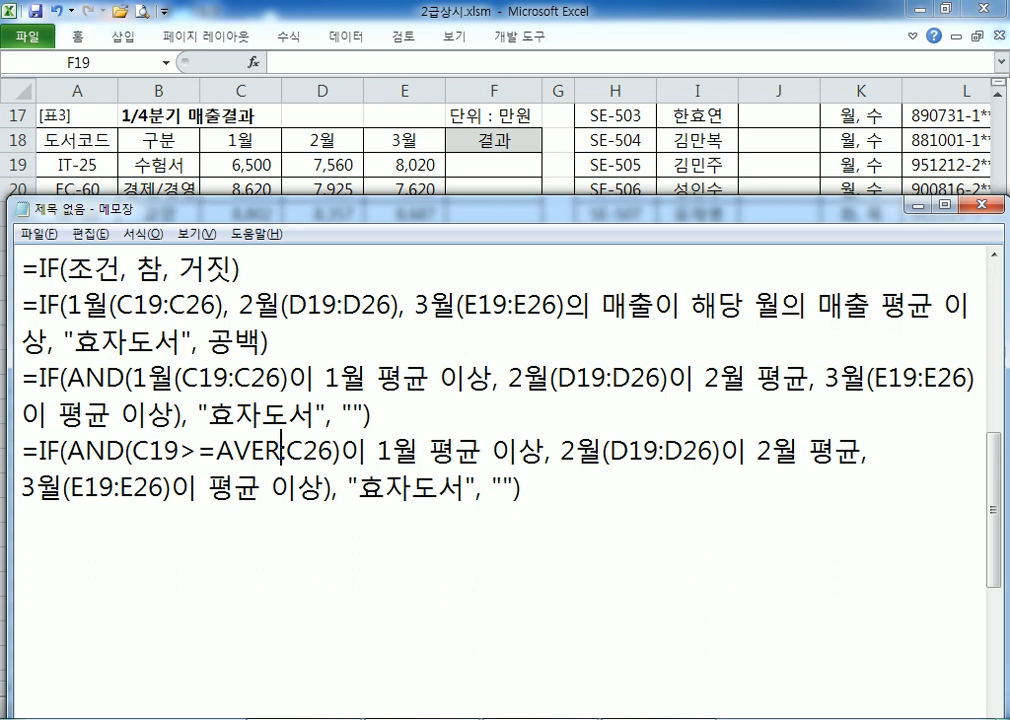 2급상시.xlsm - Microsoft Excel
파일 홈 삽입 페이지 레이아웃 수식 데이터 검토 보기 개발 도구
F19 fx
A B C D E F G H I J K L
17 [표3] 1/4분기 매출결과 단위 : 만원 SE-503 한효연 월, 수 890731-1**
18 도서코드 구분 1월 2월 3월 결과 SE-504 김만복 월, 수 881001-1**
19 IT-25 수험서 6,500 7,560 8,020 SE-505 김민주 월, 수 951212-2**
20 EC-60 경제/경영 8,620 7,925 7,620 SE-506 성인수 월, 수 900816-2**
제목 없음 - 메모장
파일(F) 편집(E) 서식(O) 보기(V) 도움말(H)
=IF(조건, 참, 거짓)
=IF(1월(C19:C26), 2월(D19:D26), 3월(E19:E26)의 매출이 해당 월의 매출 평균 이
상, "효자도서", 공백)
=IF(AND(1월(C19:C26)이 1월 평균 이상, 2월(D19:D26)이 2월 평균, 3월(E19:E26)
이 평균 이상), "효자도서", "")
=IF(AND(C19>=AVER:C26)이 1월 평균 이상, 2월(D19:D26)이 2월 평균,
3월(E19:E26)이 평균 이상), "효자도서", "")